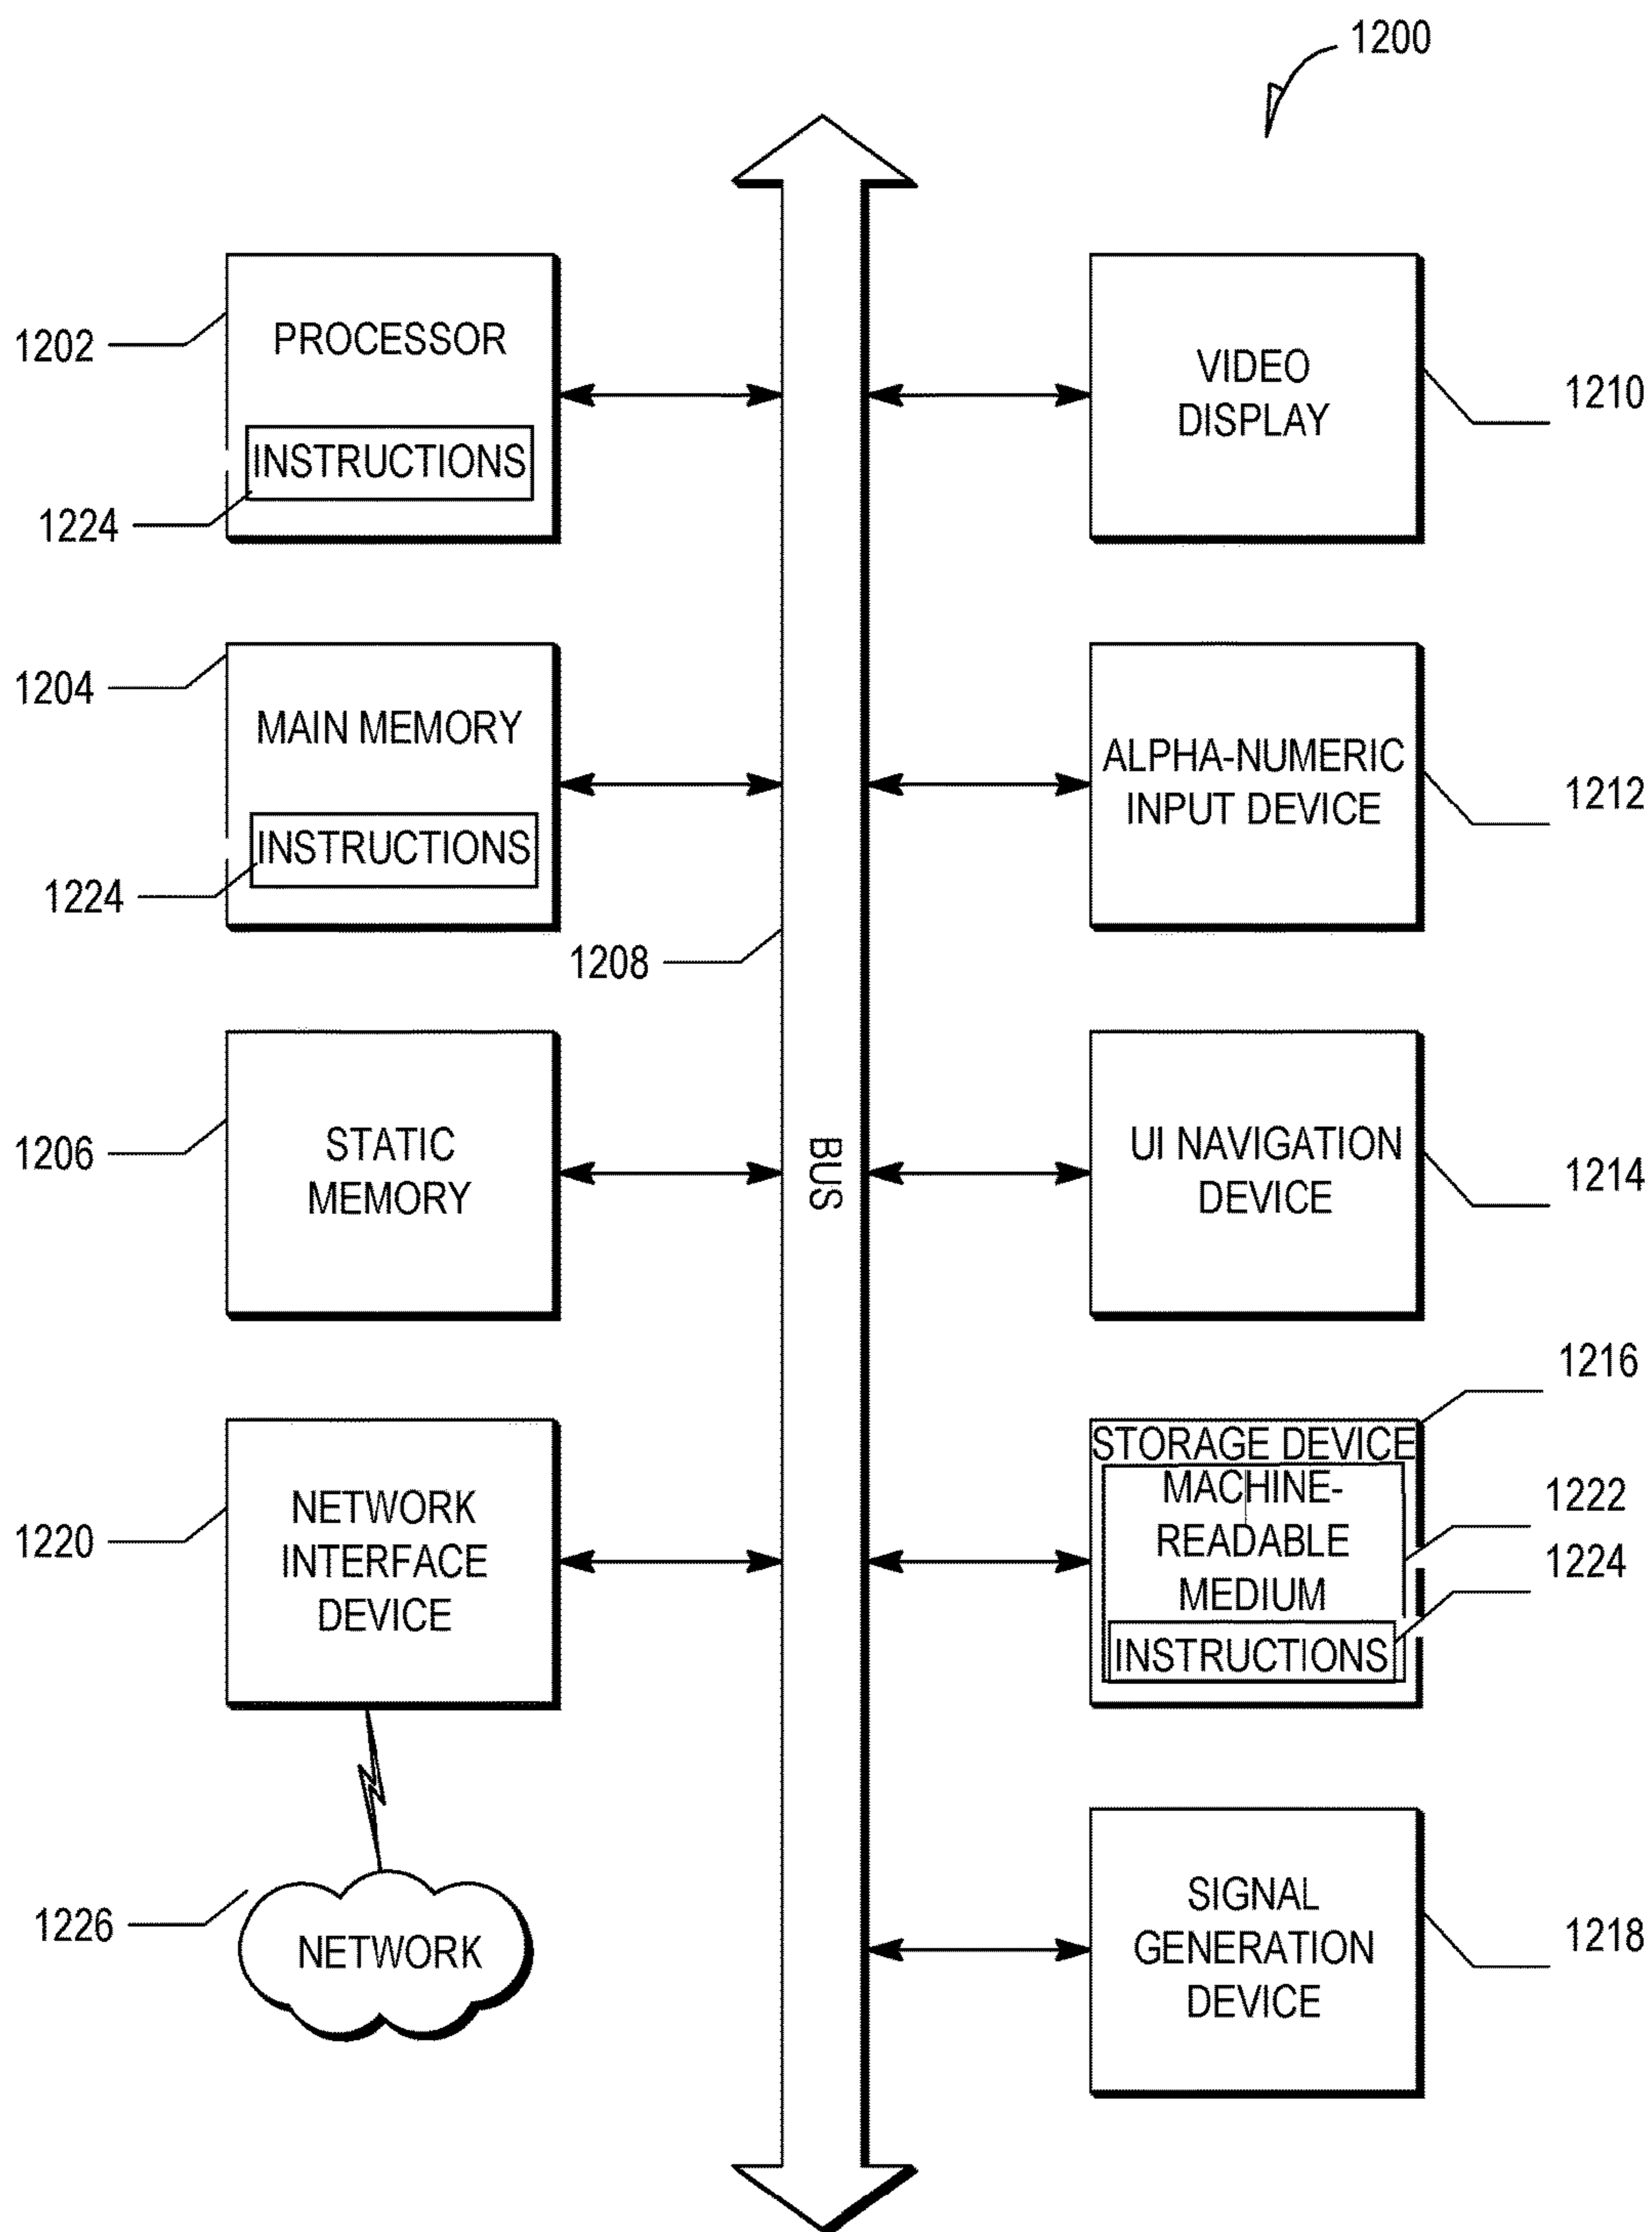 1200
1202
PROCESSOR
INSTRUCTIONS
1224
1204
MAIN MEMORY
INSTRUCTIONS
1224
1208
1206
STATIC
MEMORY
1220
NETWORK
INTERFACE
DEVICE
1226
NETWORK
BUS
VIDEO
DISPLAY
1210
ALPHA-NUMERIC
INPUT DEVICE
1212
UI NAVIGATION
DEVICE
1214
1216
STORAGE DEVICE
MACHINE-
READABLE
MEDIUM
1222
1224
INSTRUCTIONS
SIGNAL
GENERATION
DEVICE
1218